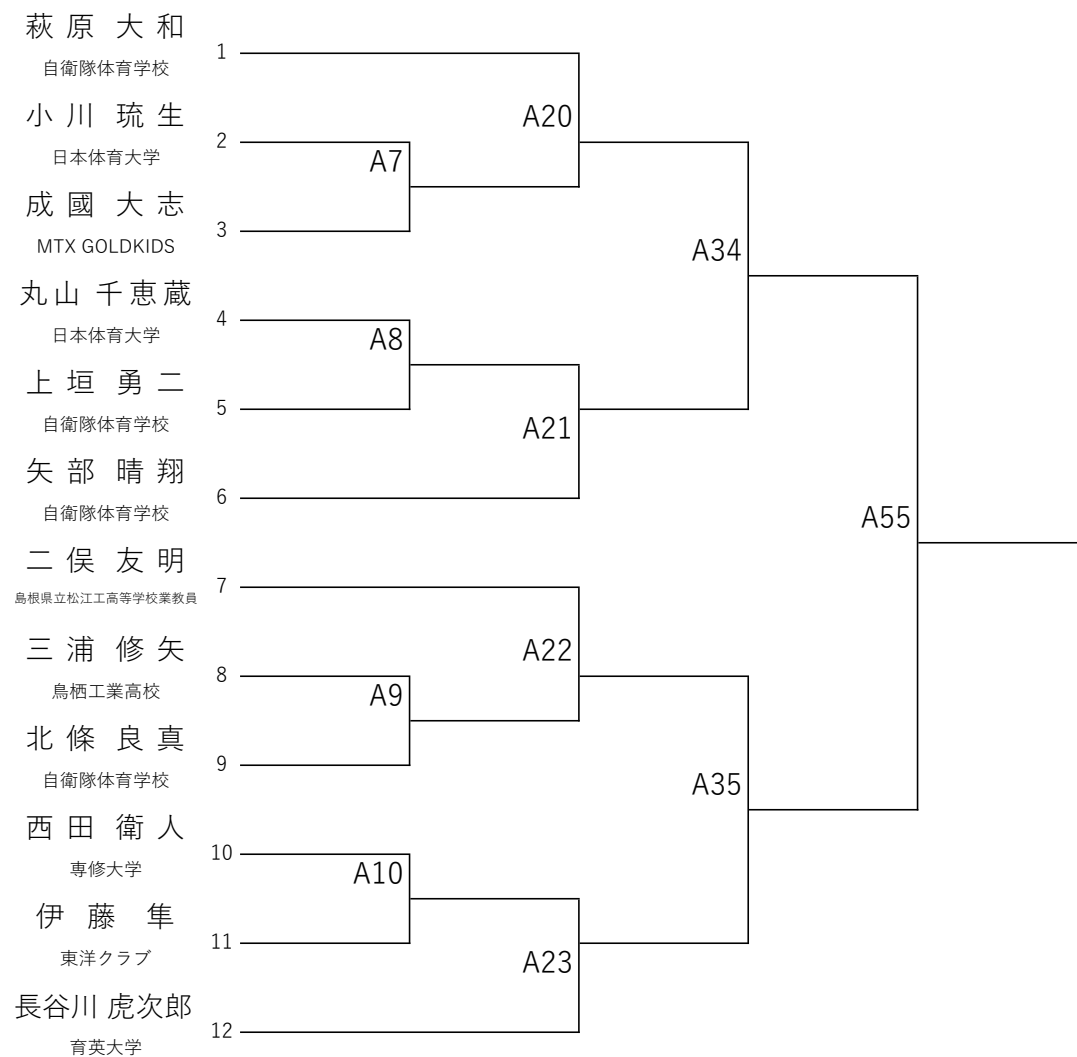 萩原 大和
1
自衛隊体育学校
小川 琉生
A20
2
日本体育大学
A7
成國 大志
3
MTX GOLDKIDS
A34
丸山 千恵蔵
4
日本体育大学
A8
上垣 勇二
5
自衛隊体育学校
A21
矢部 晴翔
6
自衛隊体育学校
A55
二俣 友明
7
島根県立松江工高等学校業教員
三浦 修矢
A22
8
鳥栖工業高校
A9
北條 良真
9
自衛隊体育学校
A35
西田 衛人
10
専修大学
A10
伊藤 隼
11
東洋クラブ
A23
長谷川 虎次郎
12
育英大学